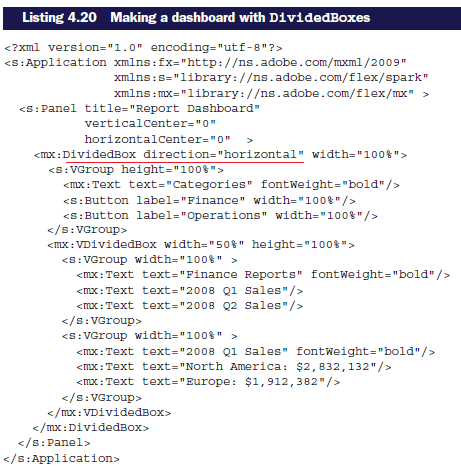 Listing 4.20 Making a dashboard with DividedBoxes
<?xml version="1.0" encoding="utf-8"?>
<s:Application xmlns:fx="http://ns.adobe.com/mxml/2009"
xmlns:s="library://ns.adobe.com/flex/spark"
xmlns:mx="library://ns.adobe.com/flex/mx" >
<s:Panel title="Report Dashboard"
verticalCenter="0"
horizontalCenter="0" >
<mx:DividedBox direction="horizontal" width="100%">
<s:VGroup height="100%">
<mx:Text text="Categories" fontWeight="bold"/>
<s:Button label="Finance" width="100%"/>
<s:Button label="Operations" width="100%"/>
</s:VGroup>
<mx:VDividedBox width="50%" height="100%">
<s:VGroup width="100%" >
<mx:Text text="Finance Reports" fontWeight="bold"/>
<mx:Text text="2008 Q1 Sales"/>
<mx:Text text="2008 Q2 Sales"/>
</s:VGroup>
<s:VGroup width="100%" >
<mx:Text text="2008 Q1 Sales" fontWeight="bold"/>
<mx:Text text="North America: $2,832,132"/>
<mx:Text text="Europe: $1,912,382"/>
</s:VGroup>
</mx:VDividedBox>
</mx:DividedBox>
</s:Panel>
</s:Application>